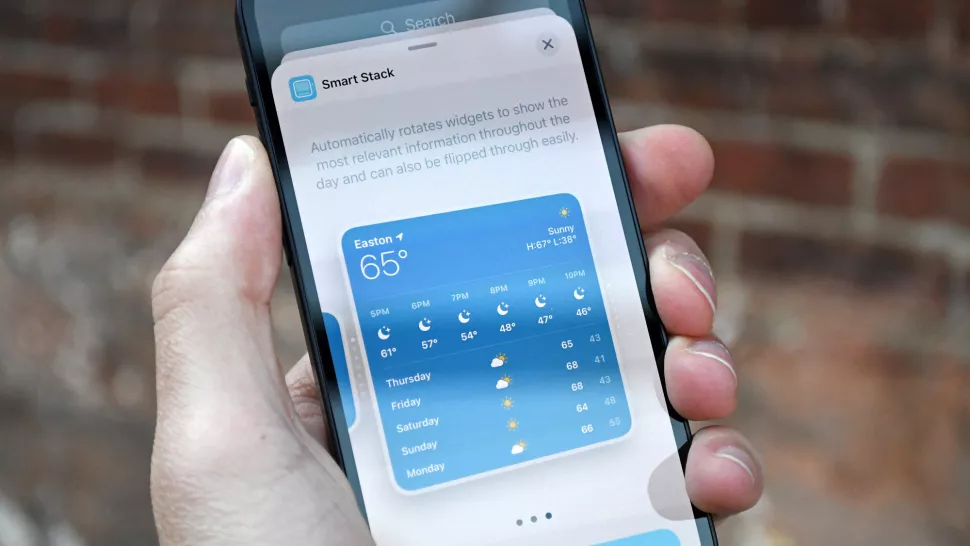 Search
Smart Stack
Automatically rotates widgets to show the
most relevant information throughout the
day and can also be flipped through easily.
Easton
65°
Sunny
H:67° L:38°
5PM 6PM 7PM 8PM 9PM 10PM
61° 57° 54° 48° 47° 46°
Thursday 65 43
Friday 68 41
Saturday 68 43
Sunday 64 48
Monday 66 55